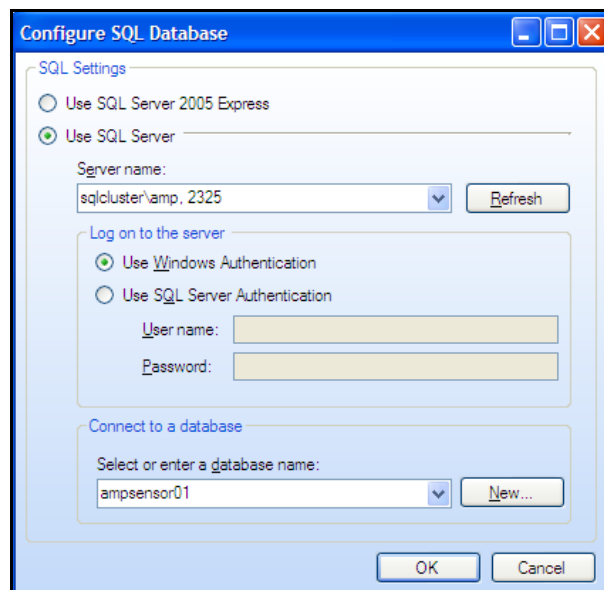 Configure SQL Database
SQL Settings
Use SQL Server 2005 Express
Use SQL Server
Server name:
sqlcluster\amp, 2325
Refresh
Log on to the server
Use Windows Authentication
Use SQL Server Authentication
User name:
Password:
Connect to a database
Select or enter a database name:
ampsensor01
New...
OK
Cancel